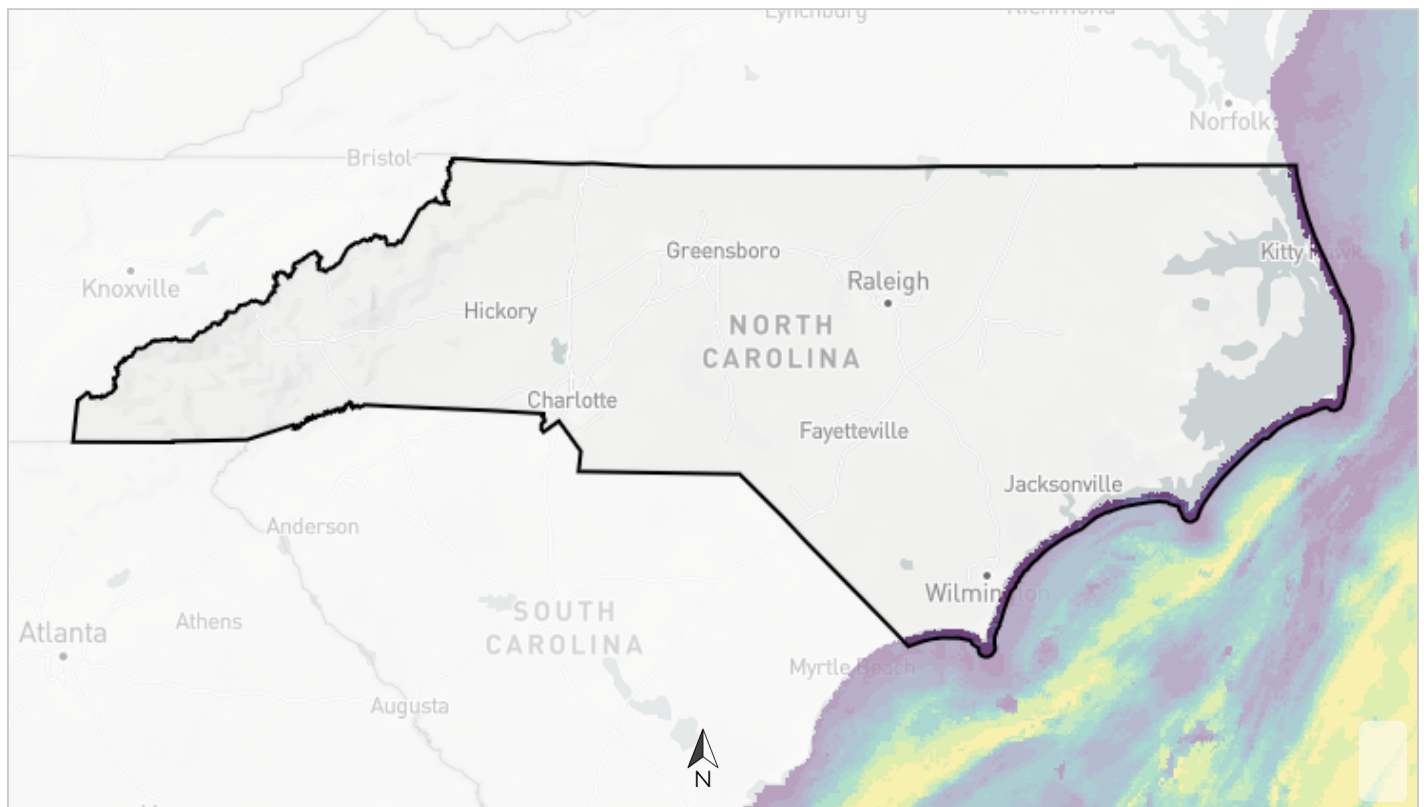 Lynchburg
Richmond
Norfolk
Bristol
Greensboro
Kitty Hawk
Knoxville
Raleigh
Hickory
NORTH
CAROLINA
Charlotte
Fayetteville
Jacksonville
Anderson
Wilmington
SOUTH
CAROLINA
Athens
Atlanta
Myrtle Beach
Augusta
N